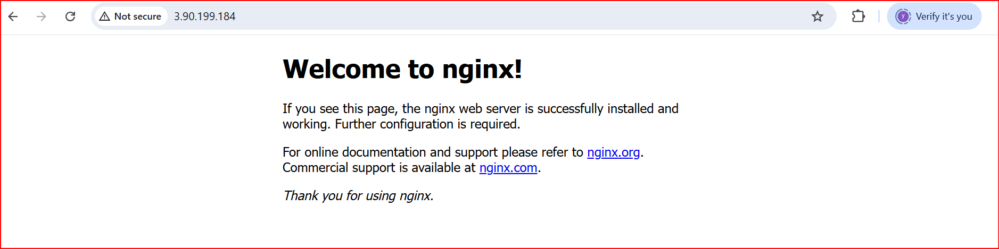 Not secure 3.90.199.184
y Verify it's you
Welcome to nginx!
If you see this page, the nginx web server is successfully installed and
working. Further configuration is required.
For online documentation and support please refer to nginx.org.
Commercial support is available at nginx.com.
Thank you for using nginx.